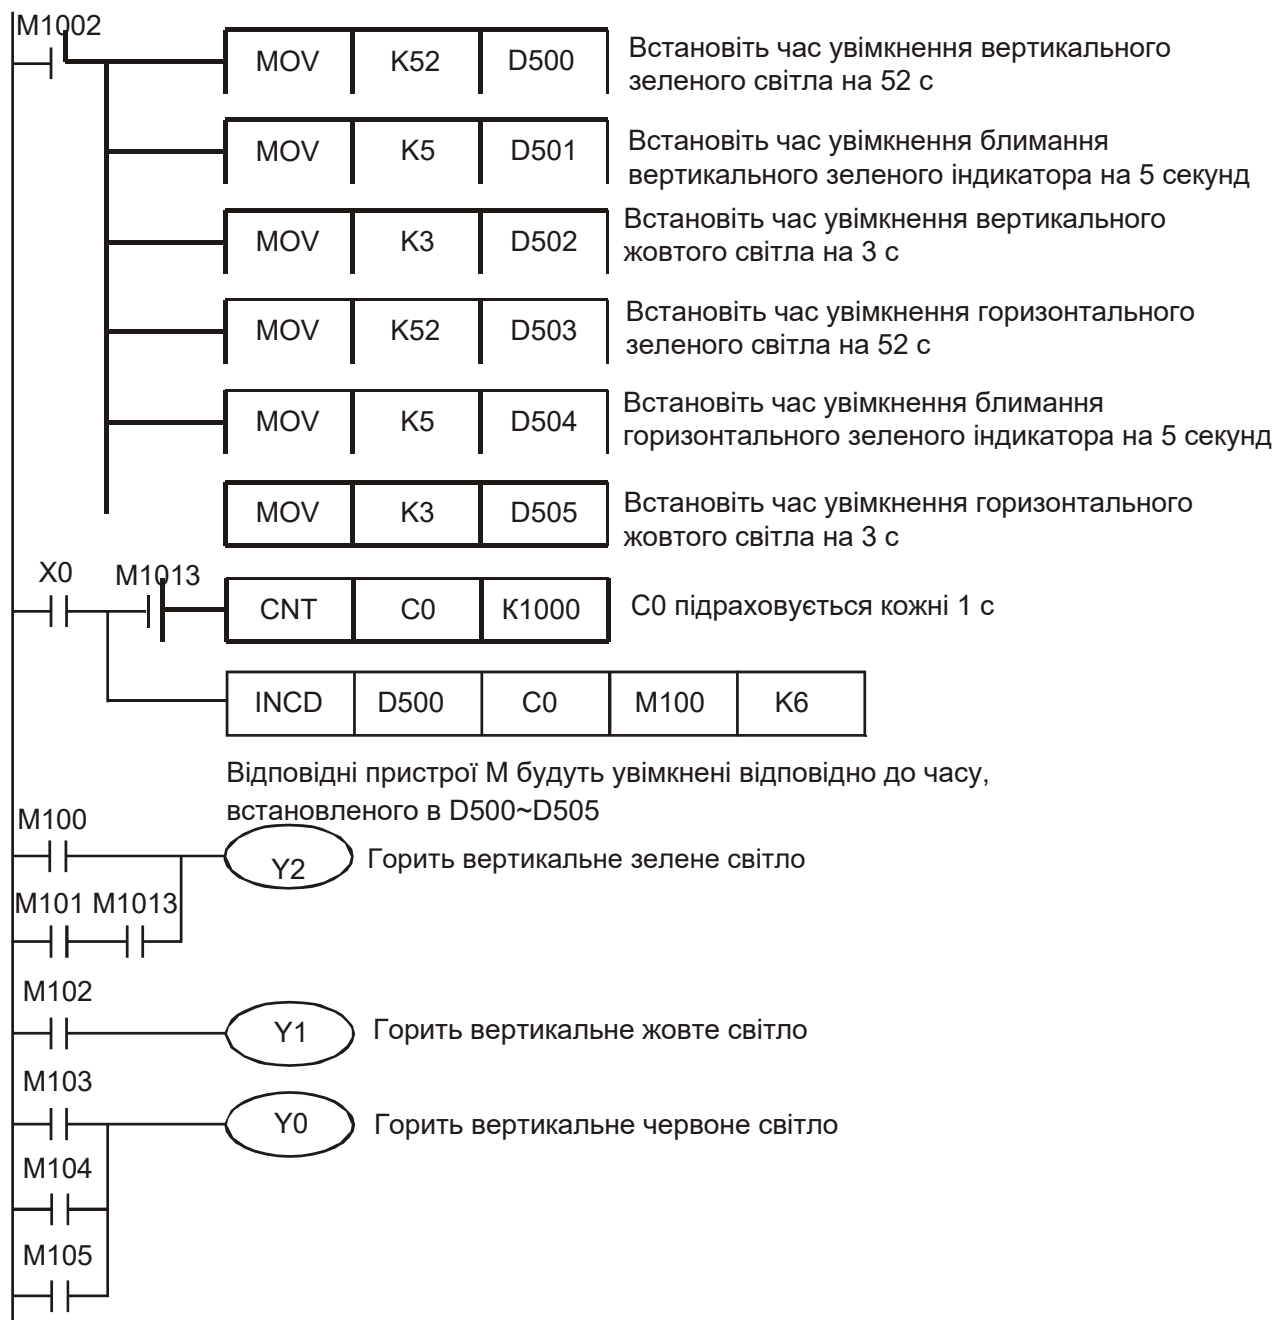 M1002
MOV K52 D500
Встановіть час увімкнення вертикального
зеленого світла на 52 с
MOV K5 D501
Встановіть час увімкнення блимання
вертикального зеленого індикатора на 5 секунд
MOV K3 D502
Встановіть час увімкнення вертикального
жовтого світла на 3 с
MOV K52 D503
Встановіть час увімкнення горизонтального
зеленого світла на 52 с
MOV K5 D504
Встановіть час увімкнення блимання
горизонтального зеленого індикатора на 5 секунд
MOV K3 D505
Встановіть час увімкнення горизонтального
жовтого світла на 3 с
X0 M1013
CNT C0 К1000
C0 підраховується кожні 1 с
INCD D500 C0 M100 K6
Відповідні пристрої M будуть увімкнені відповідно до часу,
встановленого в D500~D505
M100
Y2
Горить вертикальне зелене світло
M101 M1013
M102
Y1
Горить вертикальне жовте світло
M103
Y0
Горить вертикальне червоне світло
M104
M105